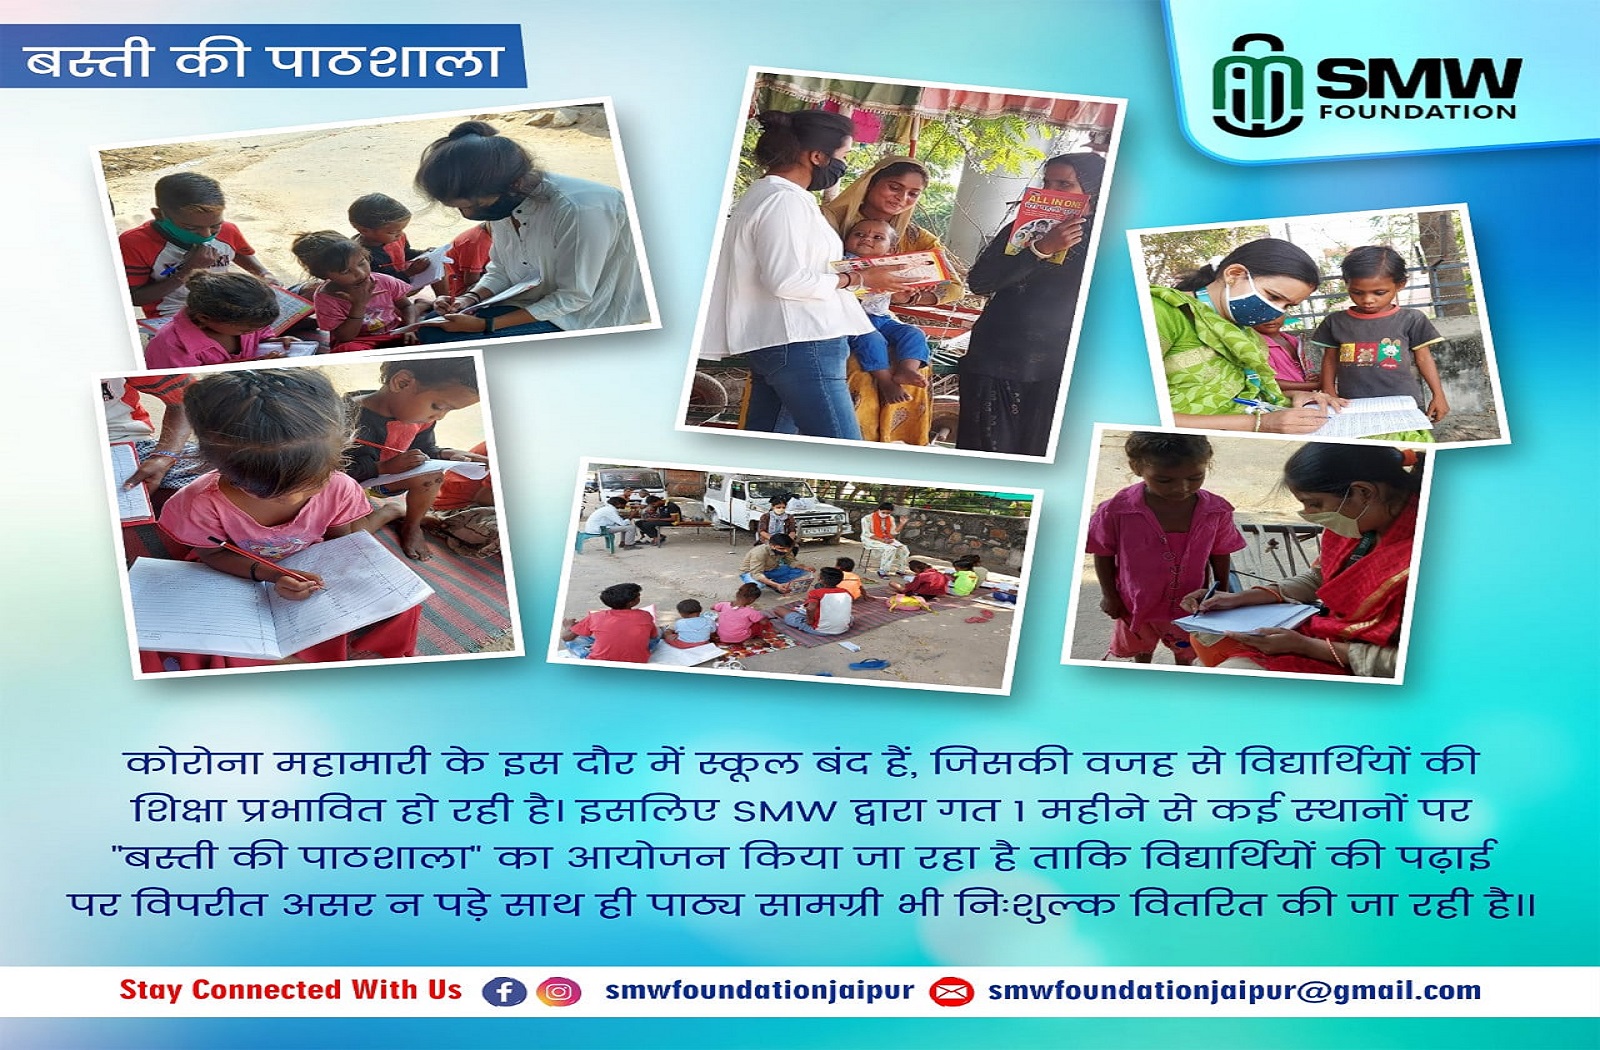 बस्ती की पाठशाला
SMW
FOUNDATION
ALL IN ONE
कोरोना महामारी के इस दौर में स्कूल बंद हैं, जिसकी वजह से विद्यार्थियों की
शिक्षा प्रभावित हो रही है। इसलिए SMW द्वारा गत 1 महीने से कई स्थानों पर
"बस्ती की पाठशाला" का आयोजन किया जा रहा है ताकि विद्यार्थियों की पढ़ाई
पर विपरीत असर न पड़े साथ ही पाठ्य सामग्री भी निःशुल्क वितरित की जा रही है।।
Stay Connected With Us smwfoundationjaipur smwfoundationjaipur@gmail.com